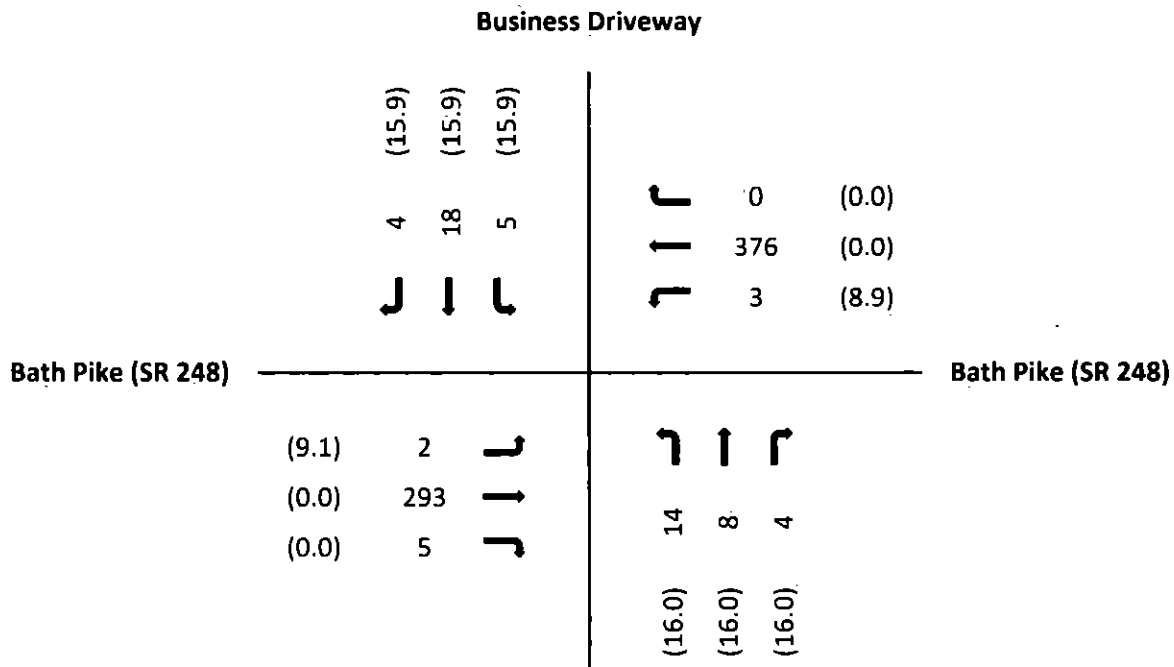 Business Driveway
(15.9) (15.9) (15.9)
4 18 5
0 (0.0)
376 (0.0)
3 (8.9)
Bath Pike (SR 248)
Bath Pike (SR 248)
(9.1) 2
(0.0) 293
(0.0) 5
14 8 4
(16.0) (16.0) (16.0)